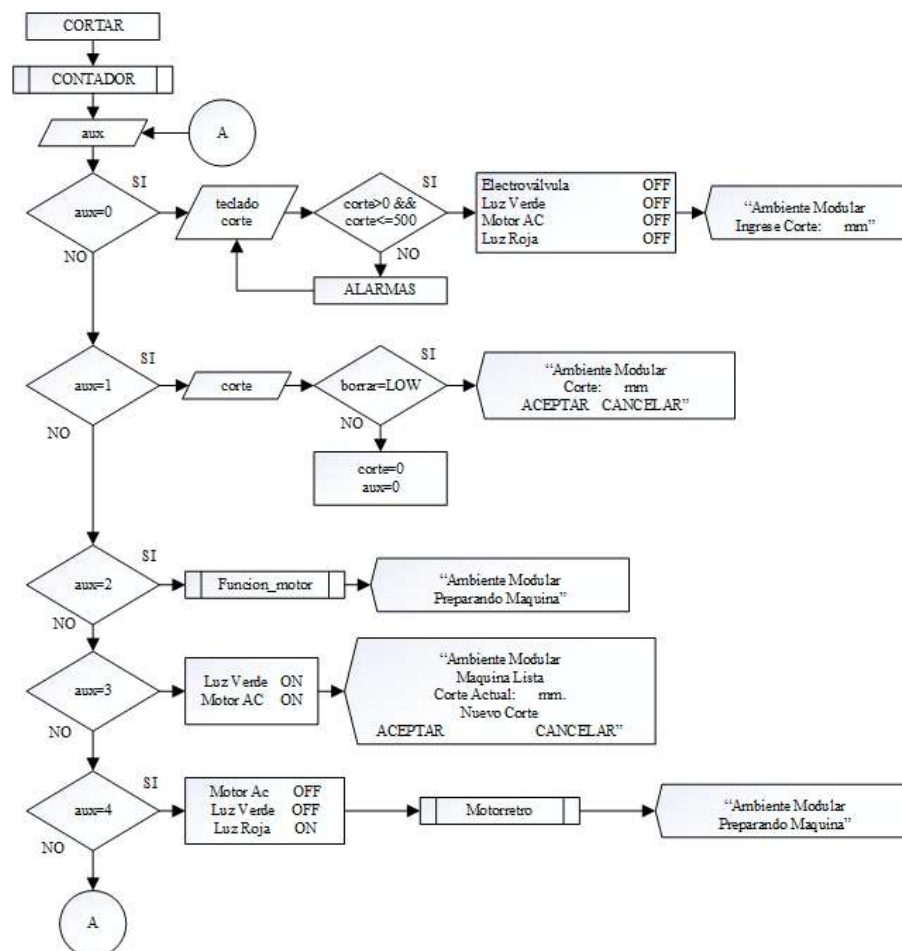 CORTAR
CONTADOR
aux
A
aux=0
SI
NO
teclado
corte
corte>0 &&
corte<=500
SI
NO
ALARMAS
Electroválvula OFF
Luz Verde OFF
Motor AC OFF
Luz Roja OFF
“Ambiente Modular
Ingrese Corte: mm”
aux=1
SI
NO
corte
borrar=LOW
SI
NO
corte=0
aux=0
“Ambiente Modular
Corte: mm
ACEPTAR CANCELAR”
aux=2
SI
NO
Funcion_motor
“Ambiente Modular
Preparando Maquina”
aux=3
SI
NO
Luz Verde ON
Motor AC ON
“Ambiente Modular
Maquina Lista
Corte Actual: mm.
Nuevo Corte
ACEPTAR CANCELAR”
aux=4
SI
NO
Motor Ac OFF
Luz Verde OFF
Luz Roja ON
Motorretro
“Ambiente Modular
Preparando Maquina”
A